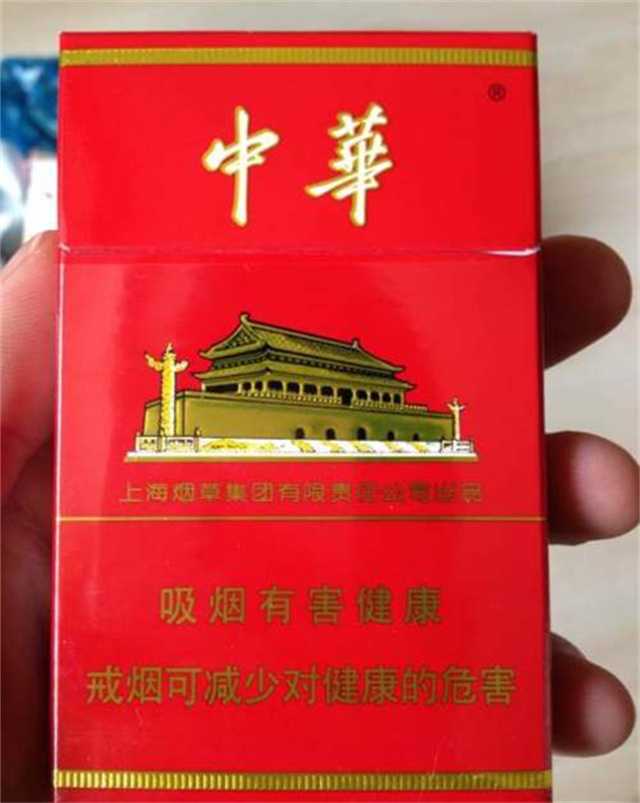 中華
®
上海烟草集团有限责任公司出品
吸烟有害健康
戒烟可减少对健康的危害